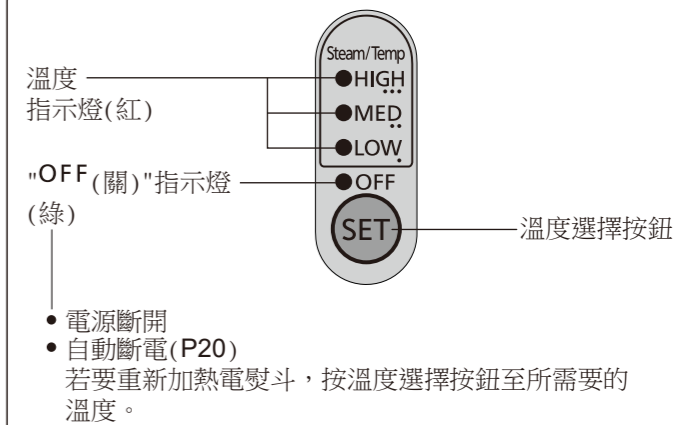 Steam/Temp
溫度
指示燈(紅)
HIGH
MED
LOW
"OFF(關)"指示燈
(綠)
OFF
SET
溫度選擇按鈕
• 電源斷開
• 自動斷電(P20)
若要重新加熱電熨斗，按溫度選擇按鈕至所需要的
溫度。